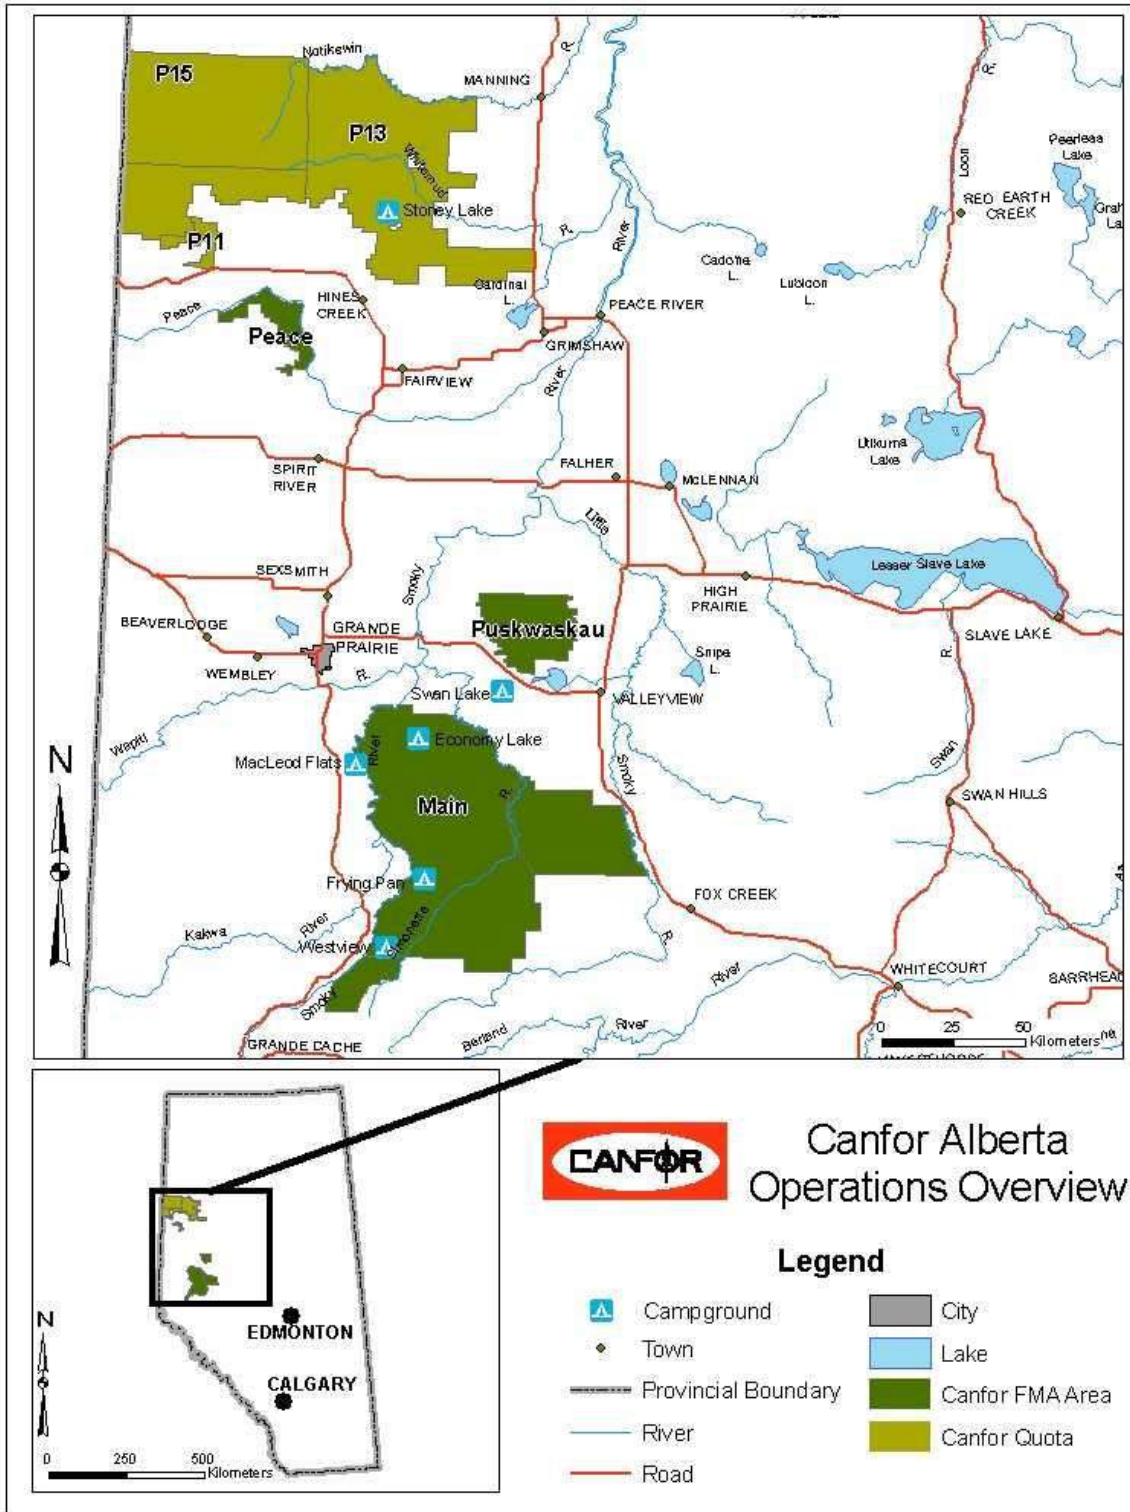 P15
Notikewin
MANNING
R.
R.
P13
Whitemud
Peerless
Lake
Loon
RED EARTH
CREEK
Stoney Lake
R.
River
P11
Cadotte
L.
Lubicon
L.
Cardinal
L.
Peace
HINES
CREEK
PEACE RIVER
Peace
GRIMSHAW
FAIRVIEW
River
Utikuma
Lake
SPIRIT
RIVER
FALHER
McLENNAN
Little
SEXSMITH
Smoky
Lesser Slave Lake
HIGH
PRAIRIE
BEAVERLODGE
GRANDE
PRAIRIE
Puskwaskau
SLAVE LAKE
WEMBLEY
R.
Snipe
L.
R.
Swan Lake
VALLEYVIEW
Wapiti
Economy Lake
River
MacLeod Flats
Smoky
Swan
N
Main
R.
SWAN HILLS
Frying Pan
FOX CREEK
Kakwa
River
Simonette
Westview
R.
River
WHITECOURT
BARRHEAD
Smoky
Berland
River
GRANDE CACHE
0 25 50
Kilometers
EDMONTON
CALGARY
N
0 250 500
Kilometers
CANFOR
Canfor Alberta
Operations Overview
Legend
Campground
Town
Provincial Boundary
River
Road
City
Lake
Canfor FMA Area
Canfor Quota